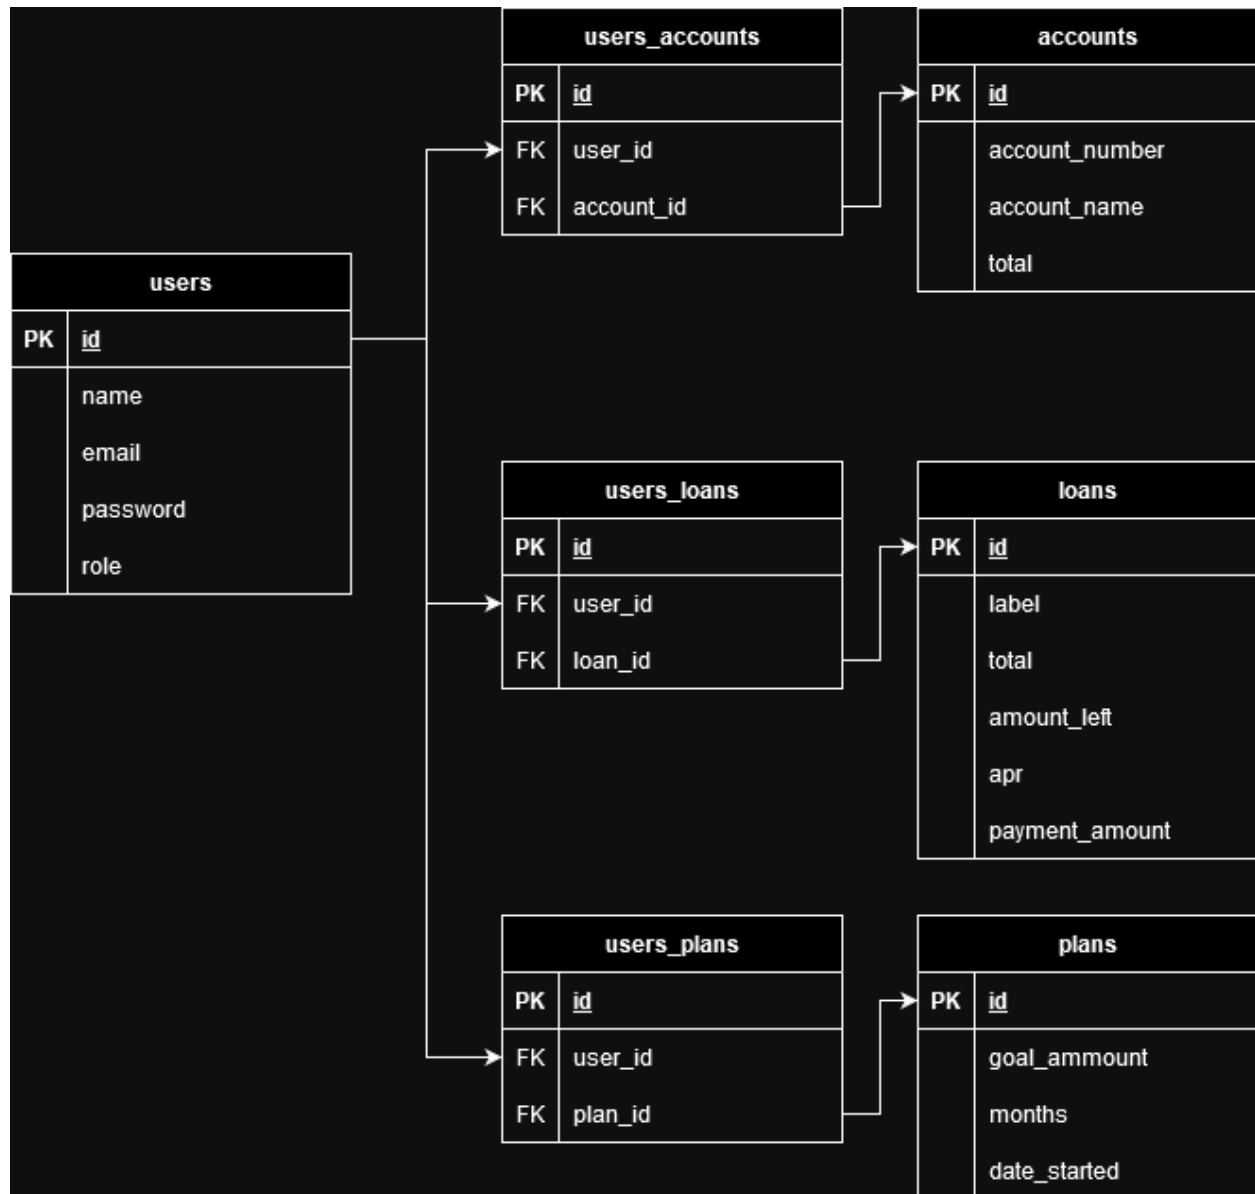 users_accounts
PK id
FK user_id
FK account_id
accounts
PK id
account_number
account_name
total
users
PK id
name
email
password
role
users_loans
PK id
FK user_id
FK loan_id
loans
PK id
label
total
amount_left
apr
payment_amount
users_plans
PK id
FK user_id
FK plan_id
plans
PK id
goal_ammount
months
date_started